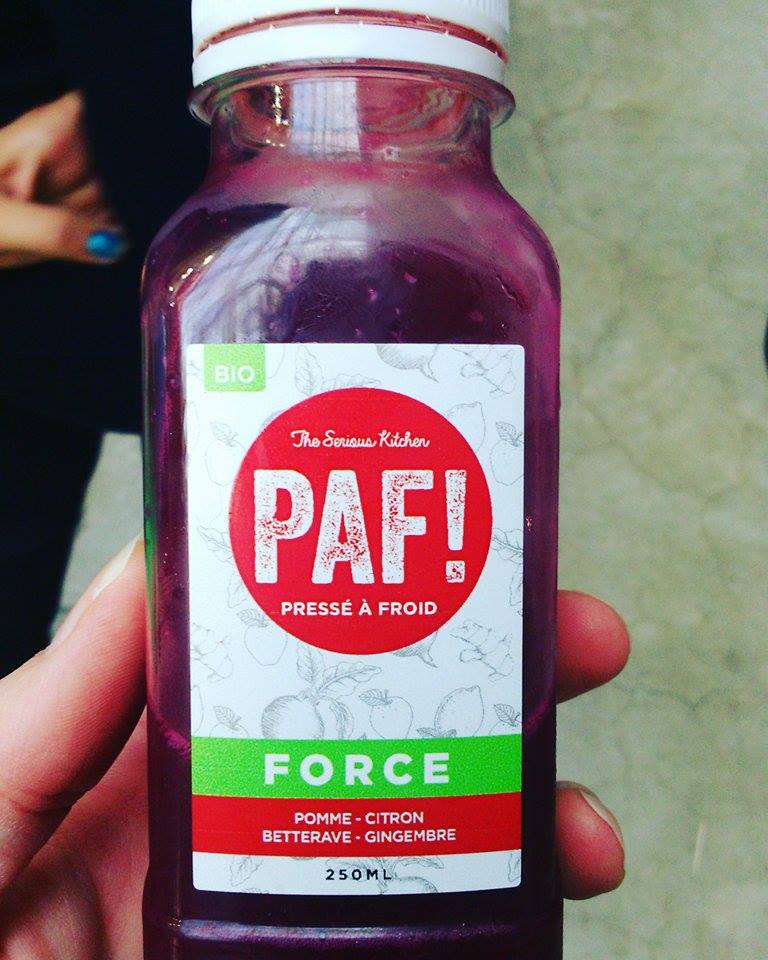 BIO
The Serious Kitchen
PAF!
PRESSÉ À FROID
FORCE
POMME - CITRON
BETTERAVE - GINGEMBRE
250ML